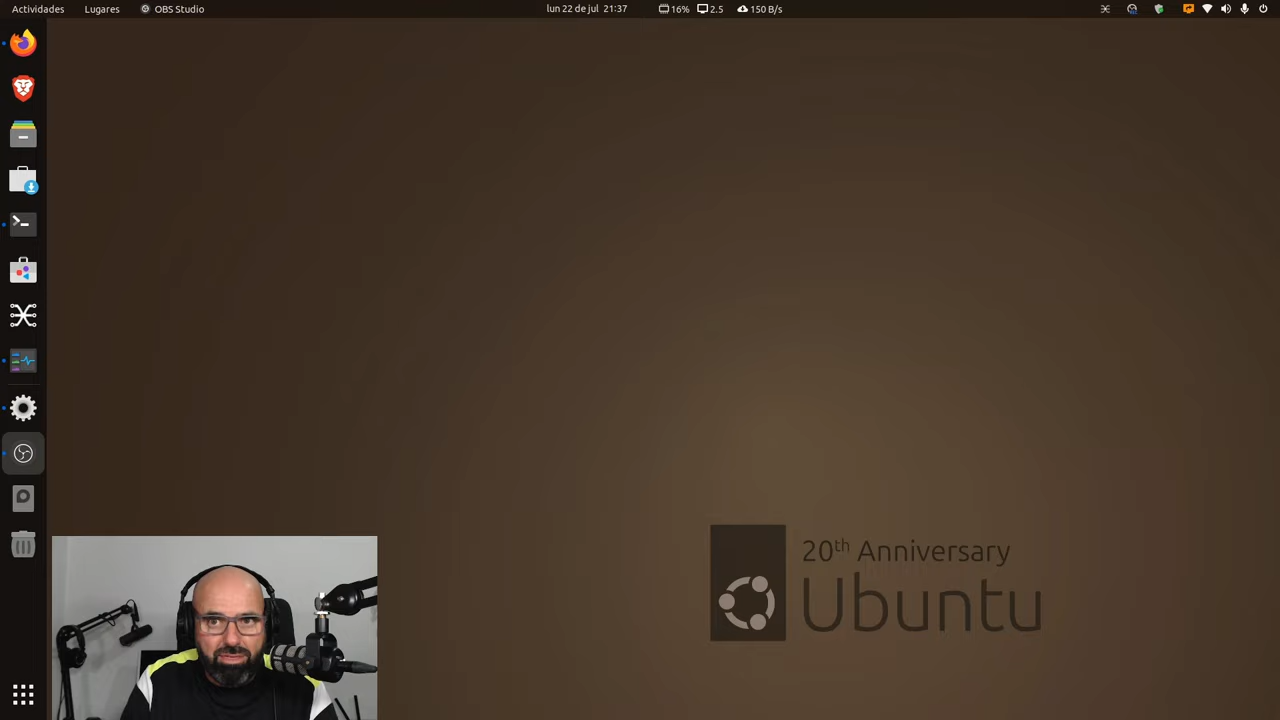 Actividades Lugares OBS Studio lun 22 de jul 21:37 16% 2.5 150 B/s
20th Anniversary
Ubuntu